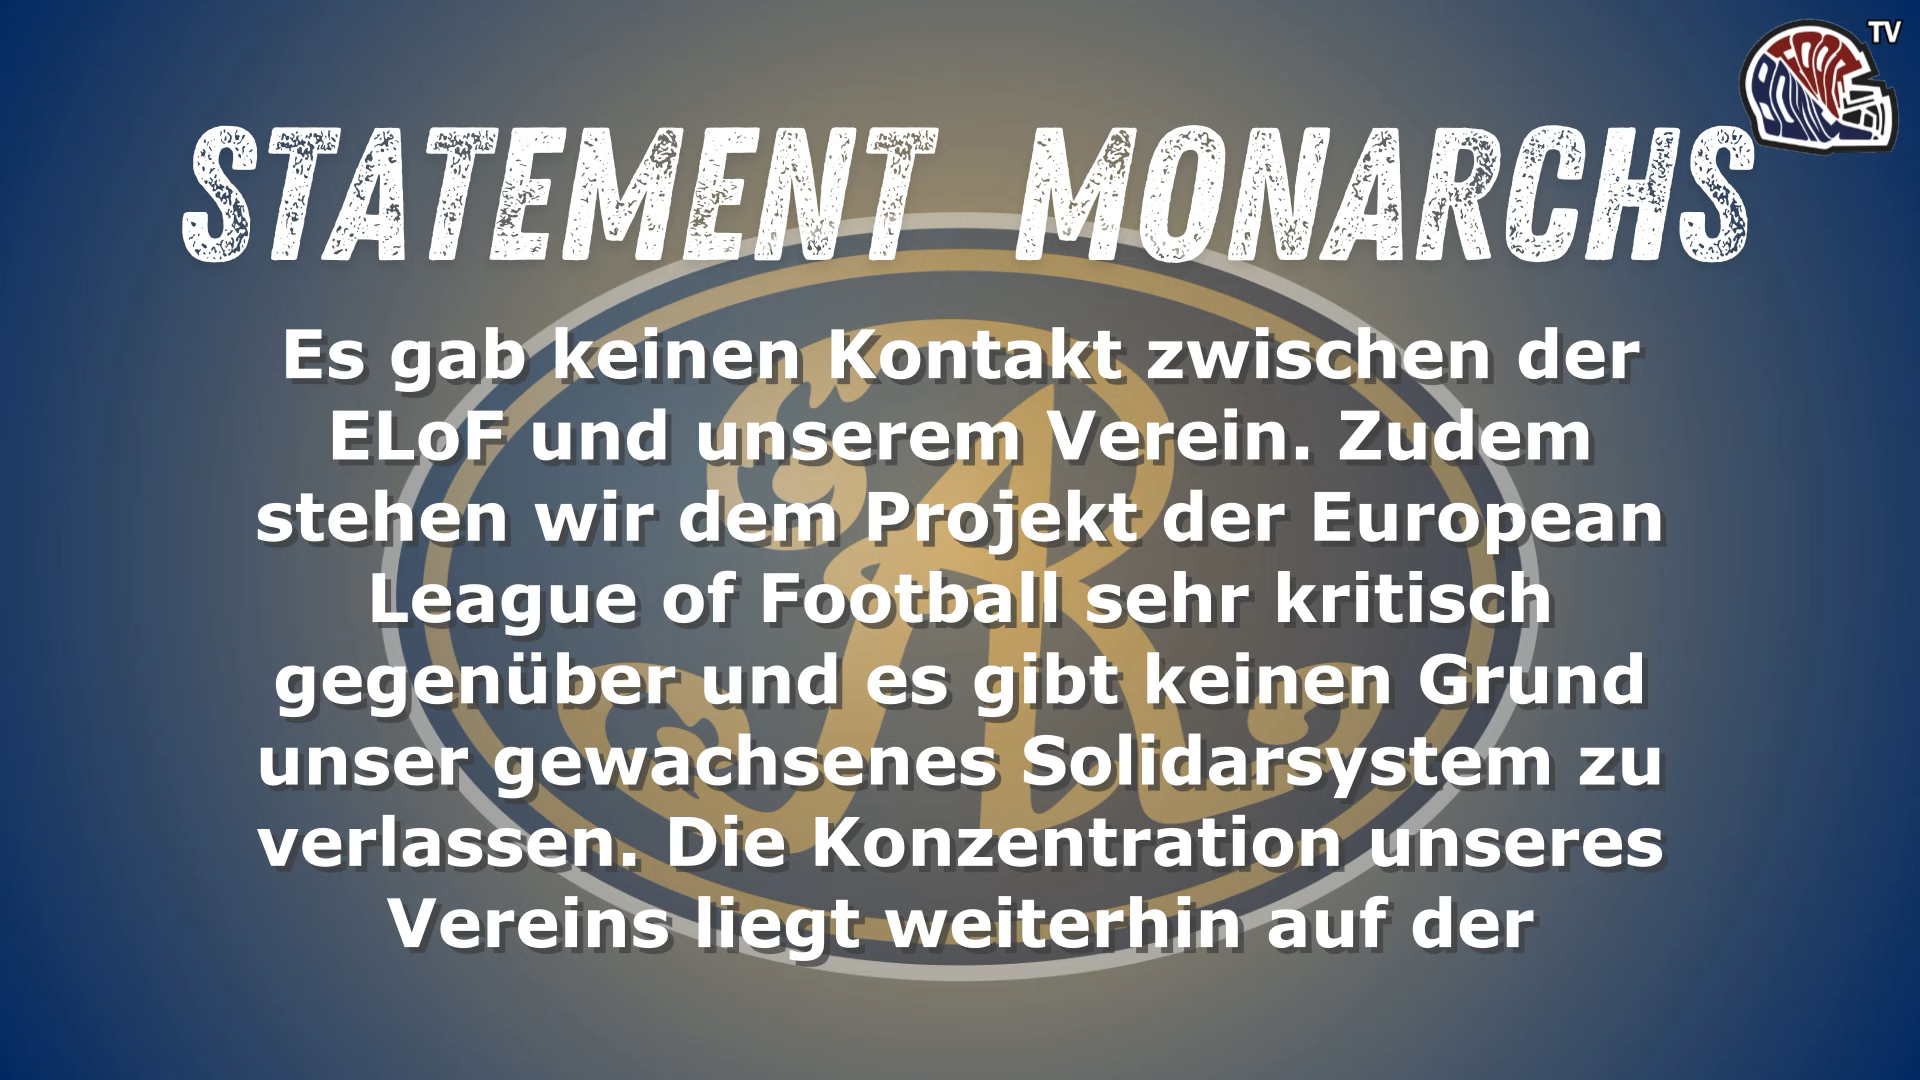 TV
FOOT
BOWL
STATEMENT MONARCHS
Es gab keinen Kontakt zwischen der
ELoF und unserem Verein. Zudem
stehen wir dem Projekt der European
League of Football sehr kritisch
gegenüber und es gibt keinen Grund
unser gewachsenes Solidarsystem zu
verlassen. Die Konzentration unseres
Vereins liegt weiterhin auf der